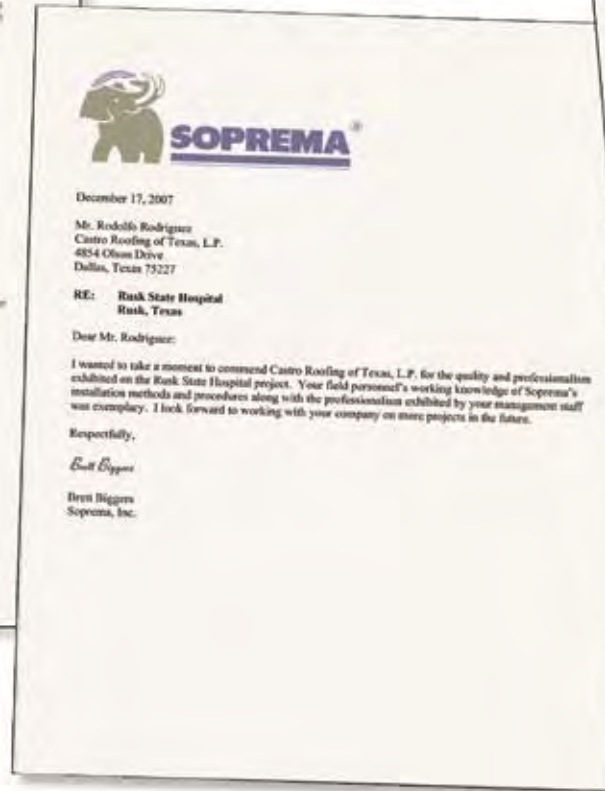 SOPREMA®
December 17, 2007
Mr. Rodolfo Rodriguez
Castro Roofing of Texas, L.P.
4854 Olson Drive
Dallas, Texas 75227
RE: Rusk State Hospital
Rusk, Texas
Dear Mr. Rodriguez:
I wanted to take a moment to commend Castro Roofing of Texas, L.P. for the quality and professionalism
exhibited on the Rusk State Hospital project. Your field personnel's working knowledge of Soprema's
installation methods and procedures along with the professionalism exhibited by your management staff
was exemplary. I look forward to working with your company on more projects in the future.
Respectfully,
Brett Biggers
Brett Biggers
Soprema, Inc.